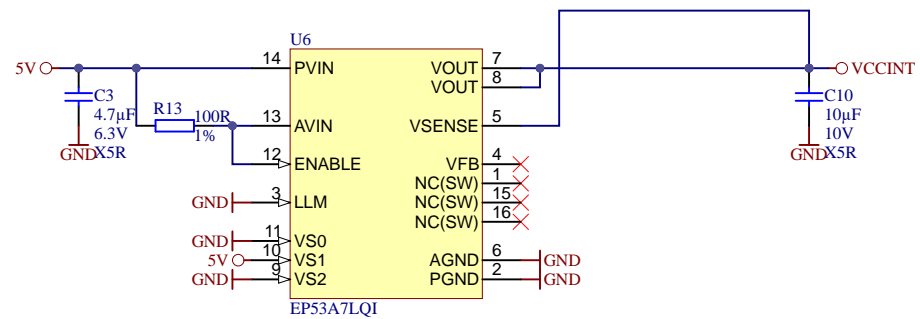 U6
5V
14
PVIN
VOUT
7
VOUT
8
VCCINT
C3
4.7µF
6.3V
X5R
GND
R13
100R
1%
13
AVIN
VSENSE
5
C10
10µF
10V
X5R
GND
12
ENABLE
VFB
4
NC(SW)
1
GND
3
LLM
NC(SW)
15
NC(SW)
16
GND
11
VS0
5V
10
VS1
AGND
6
GND
GND
9
VS2
PGND
2
GND
EP53A7LQI